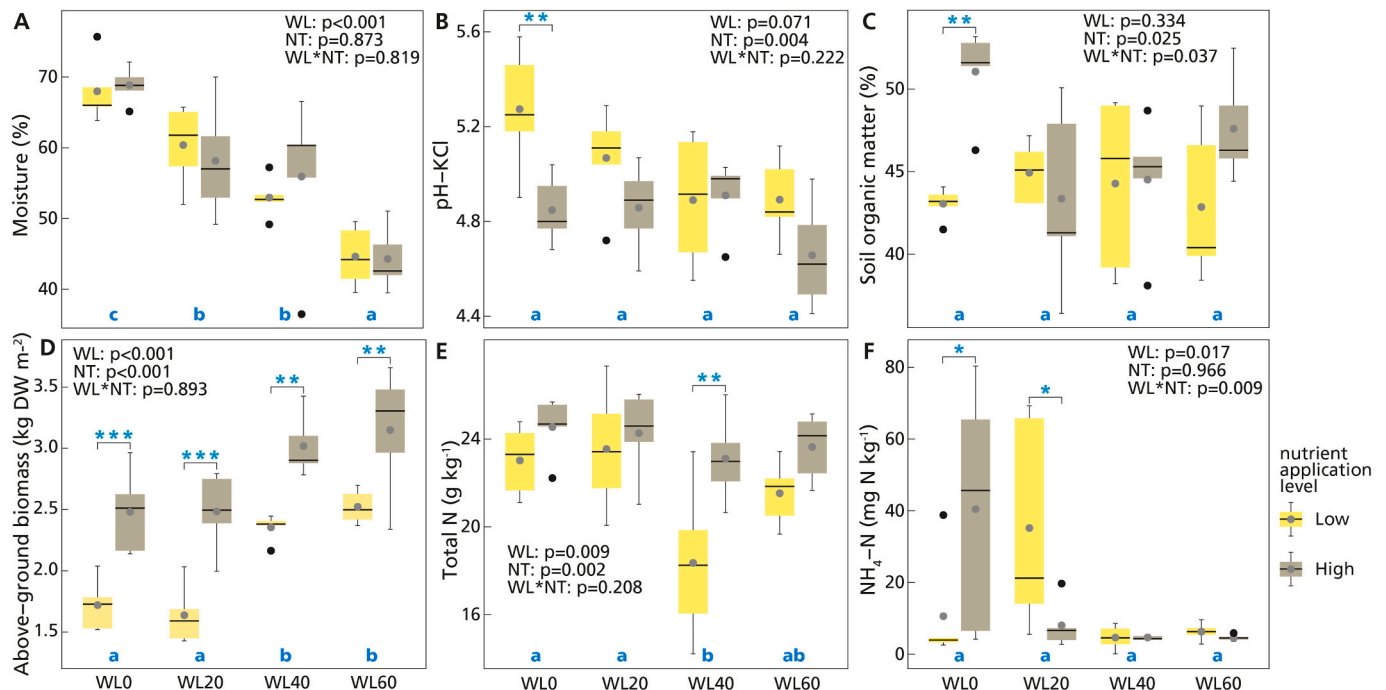 A
WL: p<0.001
NT: p=0.873
WL*NT: p=0.819
Moisture (%)
70
60
50
40
c
b
b
a
B
WL: p=0.071
NT: p=0.004
WL*NT: p=0.222
**
pH–KCl
5.6
5.2
4.8
4.4
a
a
a
a
C
WL: p=0.334
NT: p=0.025
WL*NT: p=0.037
**
Soil organic matter (%)
50
45
40
a
a
a
a
D
WL: p<0.001
NT: p<0.001
WL*NT: p=0.893
***
***
**
**
Above–ground biomass (kg DW m–²)
3.5
3.0
2.5
2.0
1.5
a
a
b
b
WL0
WL20
WL40
WL60
E
**
Total N (g kg⁻¹)
28
24
20
16
WL: p=0.009
NT: p=0.002
WL*NT: p=0.208
a
a
b
ab
WL0
WL20
WL40
WL60
F
WL: p=0.017
NT: p=0.966
WL*NT: p=0.009
*
*
NH₄–N (mg N kg⁻¹)
80
60
40
20
0
a
a
a
a
WL0
WL20
WL40
WL60
nutrient
application
level
Low
High